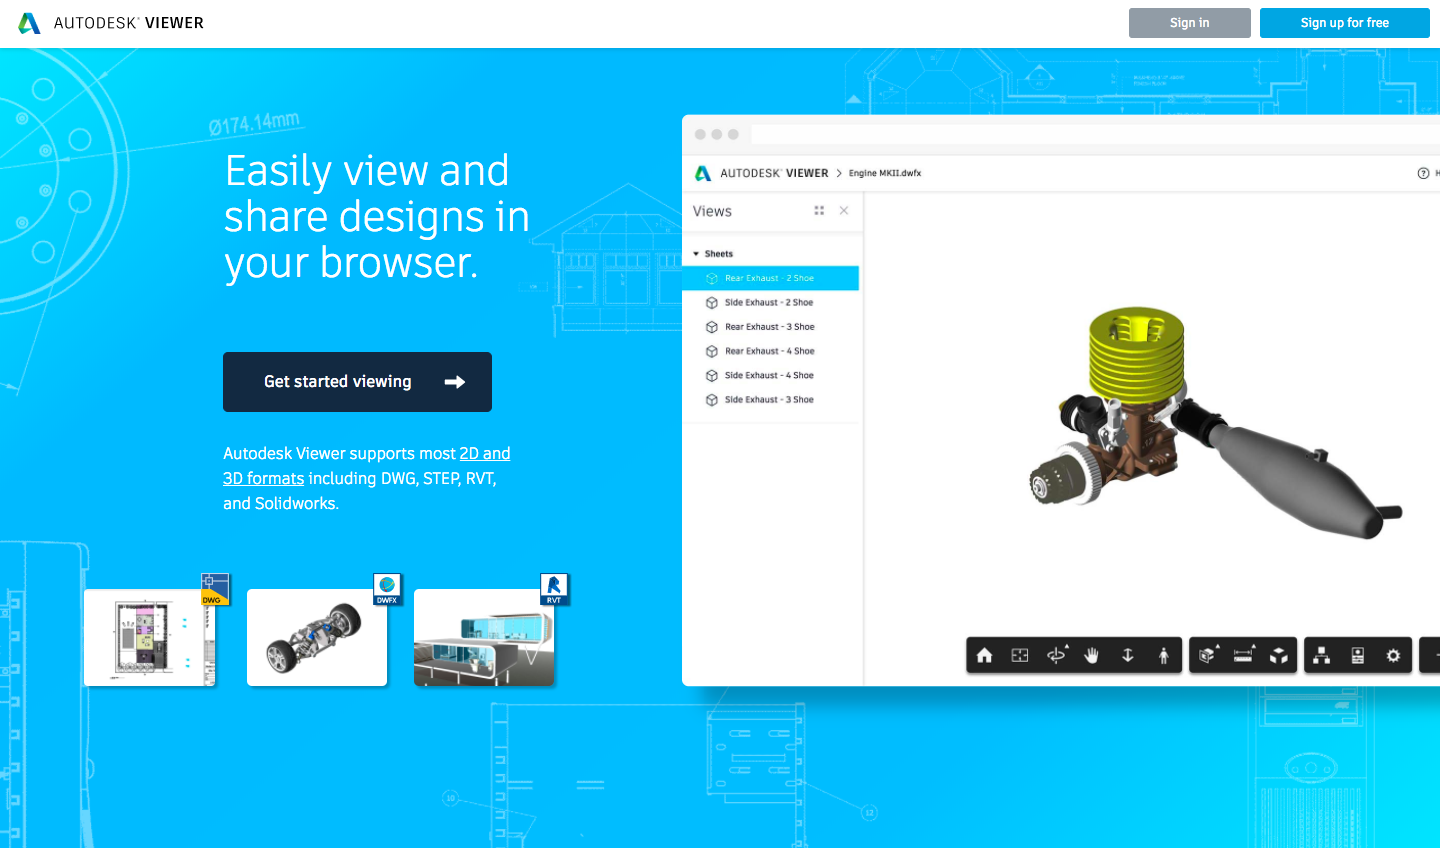 AUTODESK® VIEWER
Sign in
Sign up for free
Ø174.14mm
Easily view and
share designs in
your browser.
Get started viewing
Autodesk Viewer supports most 2D and
3D formats including DWG, STEP, RVT,
and Solidworks.
DWG
DWFX
RVT
AUTODESK® VIEWER > Engine MKII.dwfx
Views
Sheets
Rear Exhaust - 2 Shoe
Side Exhaust - 2 Shoe
Rear Exhaust - 3 Shoe
Rear Exhaust - 4 Shoe
Side Exhaust - 4 Shoe
Side Exhaust - 3 Shoe
10
12